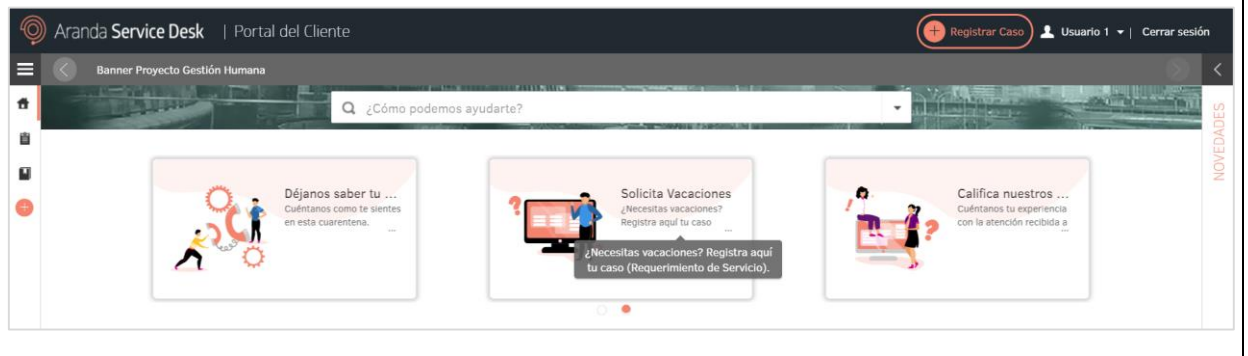 Aranda Service Desk | Portal del Cliente
Registrar Caso
Usuario 1
Cerrar sesión
Banner Proyecto Gestión Humana
¿Cómo podemos ayudarte?
NOVEDADES
Déjanos saber tu ...
Cuéntanos como te sientes
en esta cuarentena.
...
Solicita Vacaciones
¿Necesitas vacaciones?
Registra aquí tu caso
...
¿Necesitas vacaciones? Registra aquí
tu caso (Requerimiento de Servicio).
Califica nuestros ...
Cuéntanos tu experiencia
con la atención recibida a
...